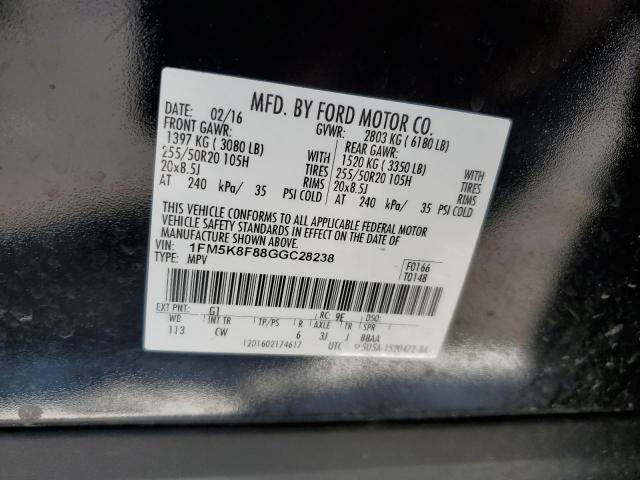 MFD. BY FORD MOTOR CO.
DATE: 02/16 GVWR: 2803 KG ( 6180 LB)
FRONT GAWR: REAR GAWR:
1397 KG ( 3080 LB) WITH 1520 KG ( 3350 LB) WITH
255/50R20 105H TIRES 255/50R20 105H TIRES
20x8.5J RIMS 20x8.5J RIMS
AT 240 kPa/ 35 PSI COLD AT 240 kPa/ 35 PSI COLD
THIS VEHICLE CONFORMS TO ALL APPLICABLE FEDERAL MOTOR
VEHICLE SAFETY STANDARDS IN EFFECT ON THE DATE OF
MANUFACTURE SHOWN ABOVE.
VIN: 1FM5K8F88GGC28238 F0166
TYPE: MPV T0148
EXT PNT: G1 RC: 9E DSO:
WB INT TR TP/PS R AXLE TR SPR
113 CW 6 3J J BBAA
1201602174617 UTC